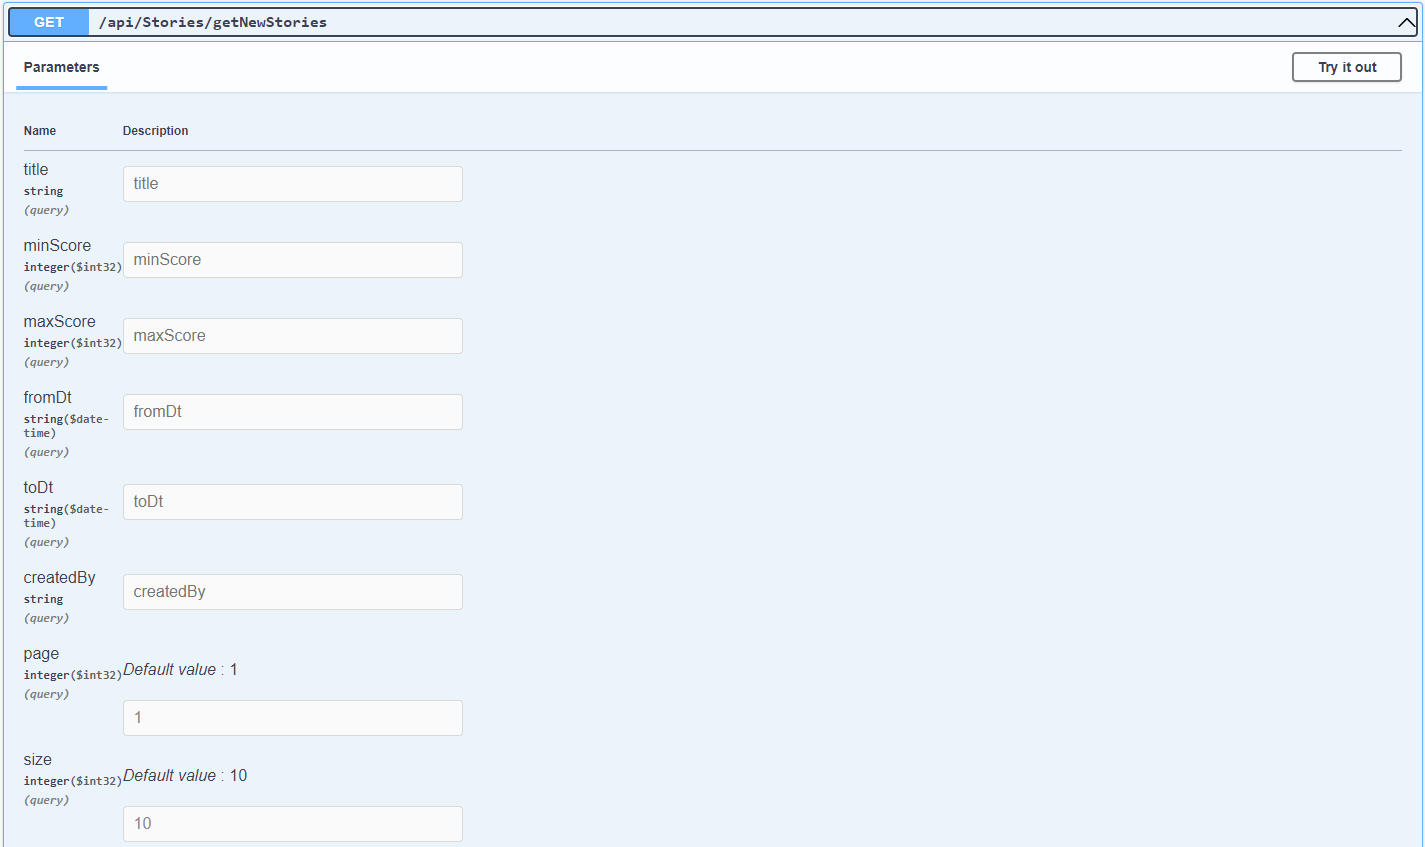 GET /api/Stories/getNewStories
Parameters
Try it out
Name Description
title
string
(query)
title
minScore
integer($int32)
(query)
minScore
maxScore
integer($int32)
(query)
maxScore
fromDt
string($date-
time)
(query)
fromDt
toDt
string($date-
time)
(query)
toDt
createdBy
string
(query)
createdBy
page
integer($int32)
(query)
Default value : 1
1
size
integer($int32)
(query)
Default value : 10
10